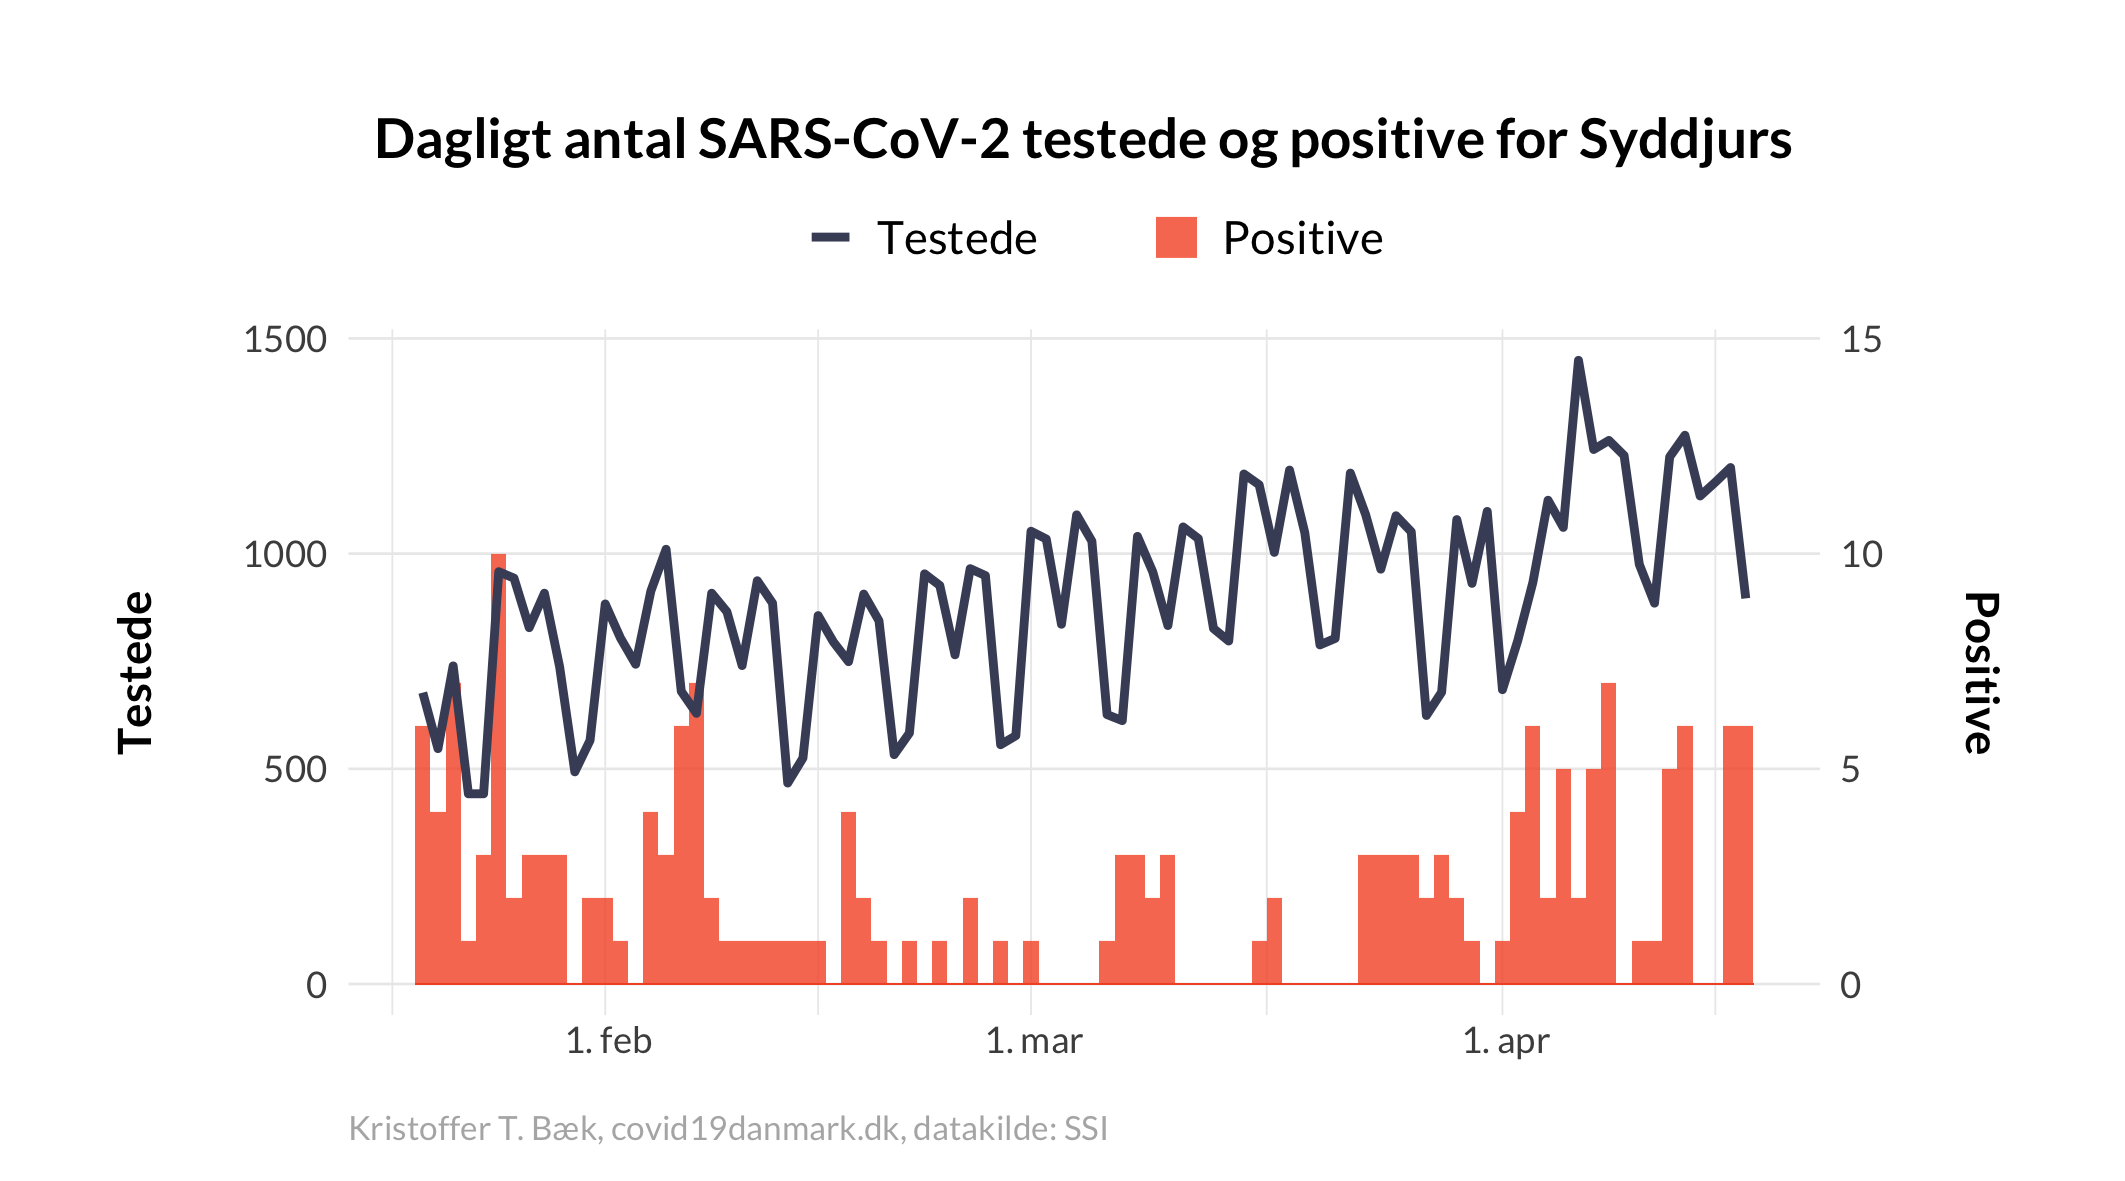 Dagligt antal SARS-CoV-2 testede og positive for Syddjurs
Testede
Positive
1500
15
1000
10
Testede
Positive
500
5
0
0
1. feb
1. mar
1. apr
Kristoffer T. Bæk, covid19danmark.dk, datakilde: SSI